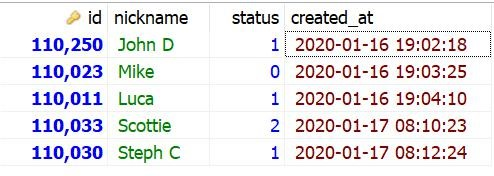 id nickname status created_at
110,250 John D 1 2020-01-16 19:02:18
110,023 Mike 0 2020-01-16 19:03:25
110,011 Luca 1 2020-01-16 19:04:10
110,033 Scottie 2 2020-01-17 08:10:23
110,030 Steph C 1 2020-01-17 08:12:24